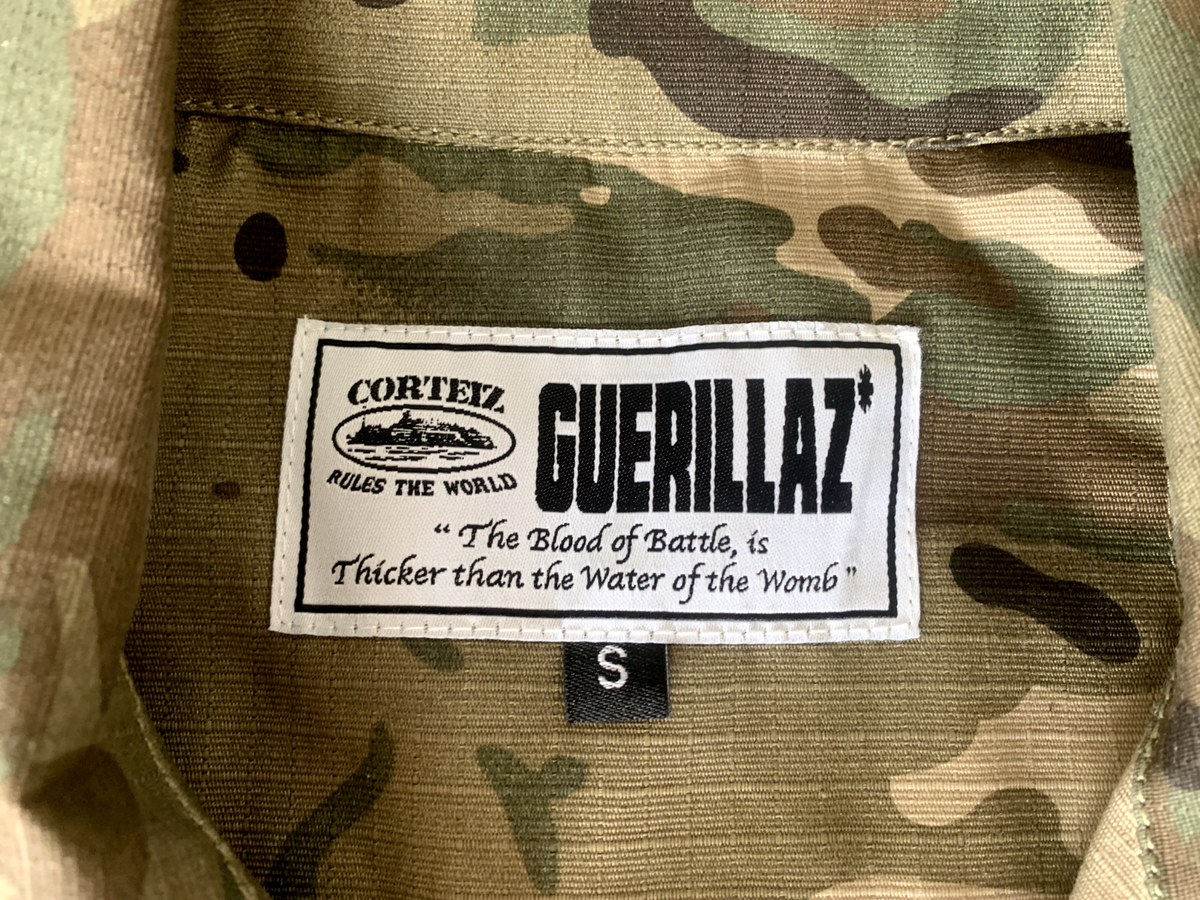 CORTEIZ
RULES THE WORLD
GUERILLAZ
“ The Blood of Battle, is
Thicker than the Water of the Womb ”
S